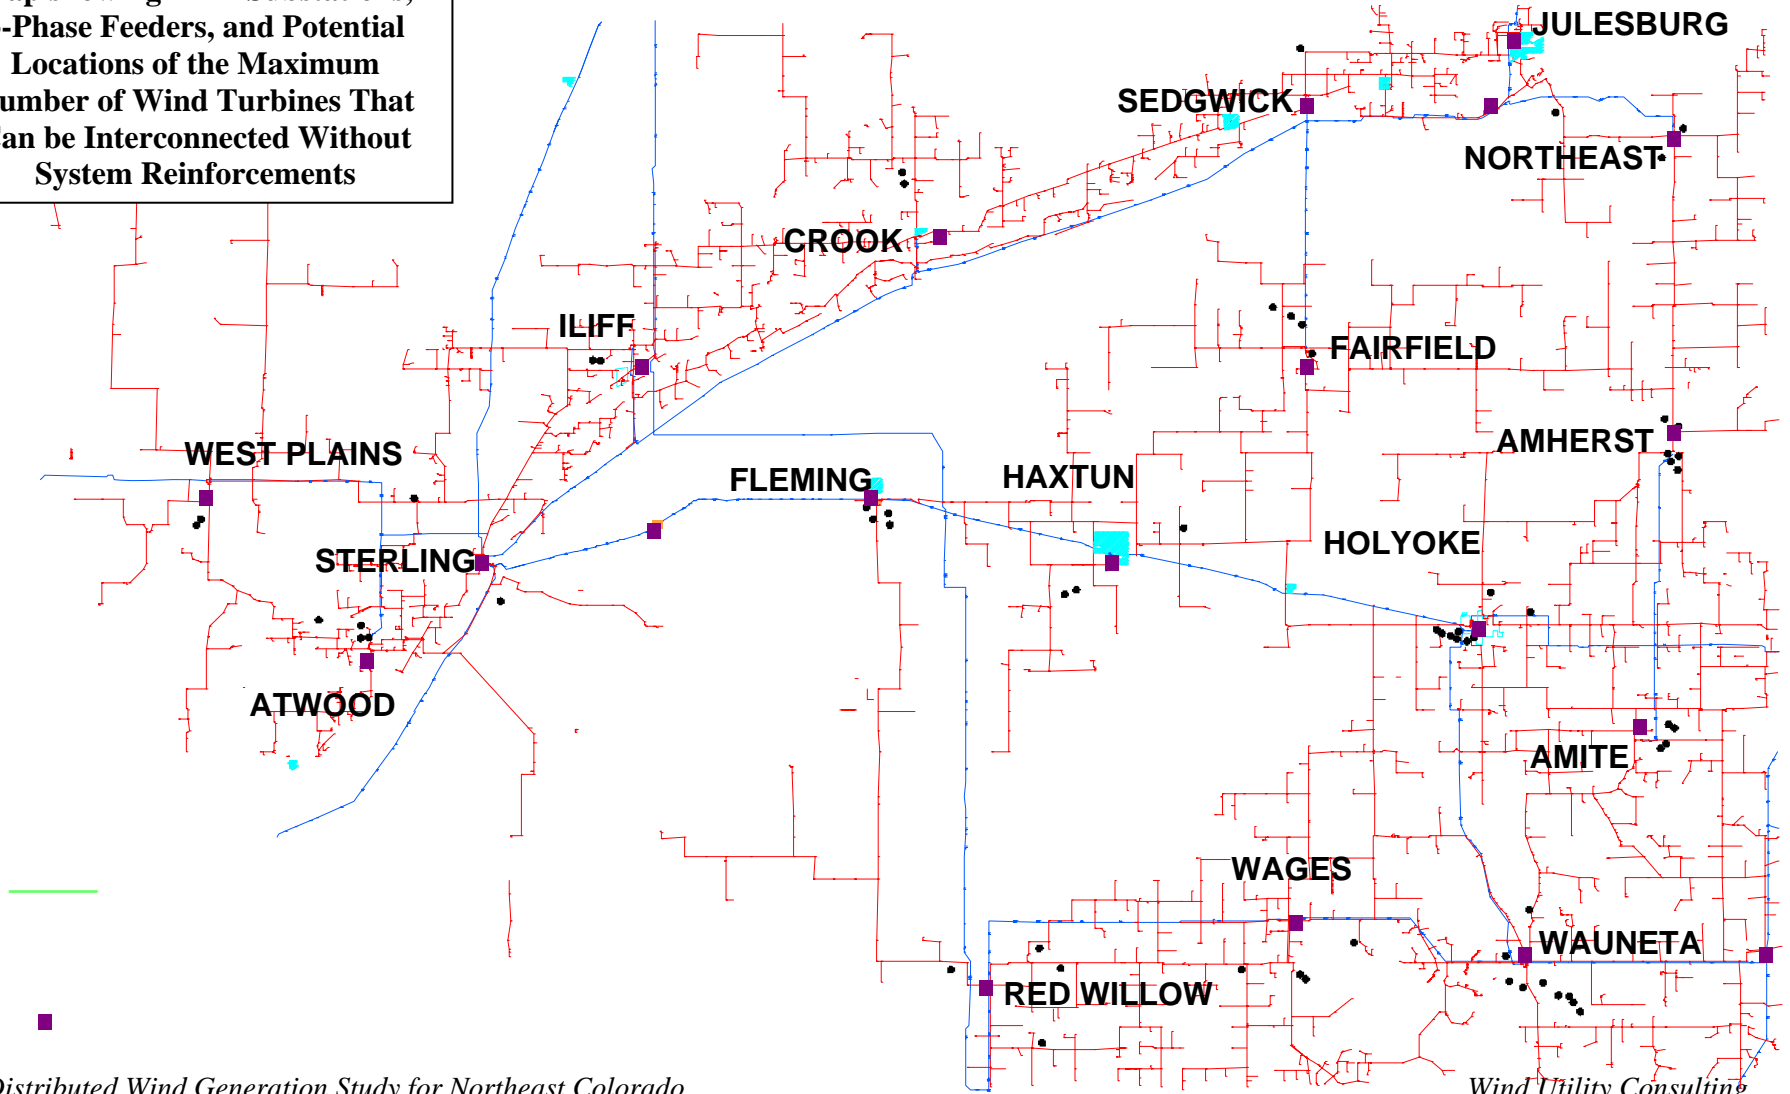 -Phase Feeders, and Potential
Locations of the Maximum
umber of Wind Turbines That
an be Interconnected Without
System Reinforcements
JULESBURG
SEDGWICK
NORTHEAST
CROOK
ILIFF
FAIRFIELD
AMHERST
WEST PLAINS
FLEMING
HAXTUN
HOLYOKE
STERLING
ATWOOD
AMITE
WAGES
WAUNETA
RED WILLOW
Distributed Wind Generation Study for Northeast Colorado
Wind Utility Consulting